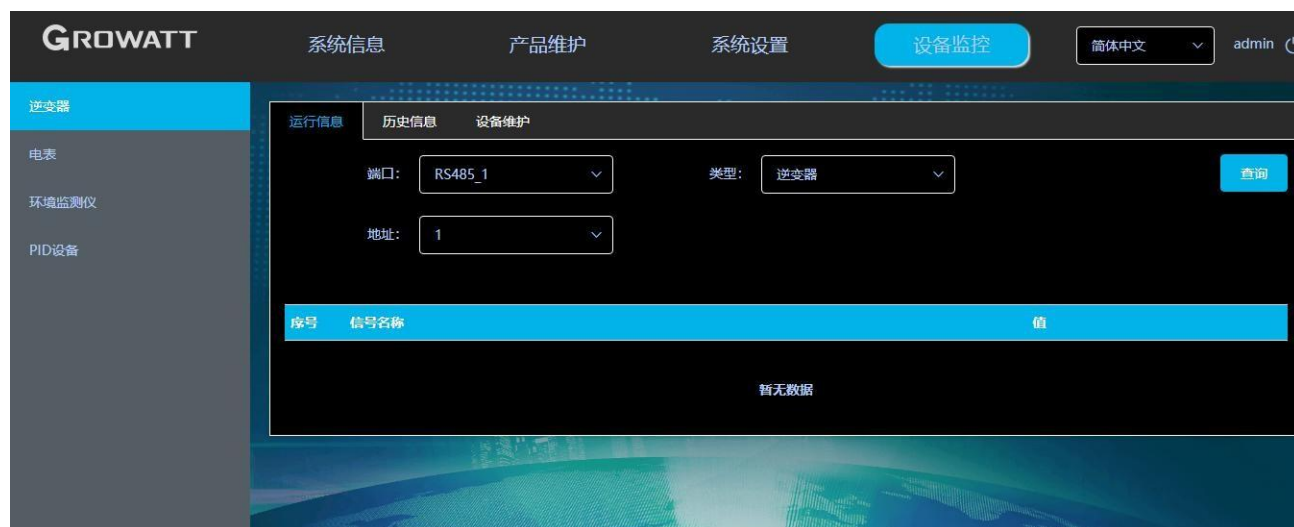 GROWATT
系统信息 产品维护 系统设置 设备监控 简体中文 admin
逆变器
电表
环境监测仪
PID设备
运行信息 历史信息 设备维护
端口： RS485_1 类型： 逆变器 查询
地址： 1
序号 信号名称 值
暂无数据